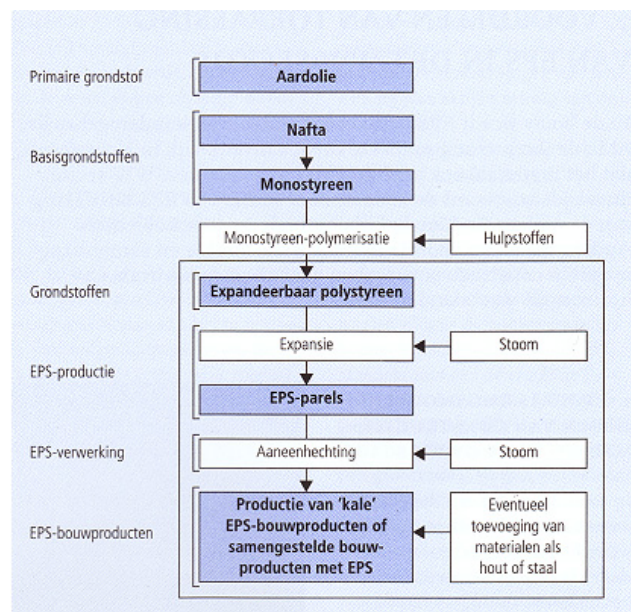 Primaire grondstof
Aardolie
Basisgrondstoffen
Nafta
Monostyreen
Monostyreen-polymerisatie
Hulpstoffen
Grondstoffen
Expandeerbaar polystyreen
EPS-productie
Expansie
Stoom
EPS-parels
EPS-verwerking
Aaneenhechting
Stoom
EPS-bouwproducten
Productie van 'kale'
EPS-bouwproducten of
samengestelde bouw-
producten met EPS
Eventueel
toevoeging van
materialen als
hout of staal